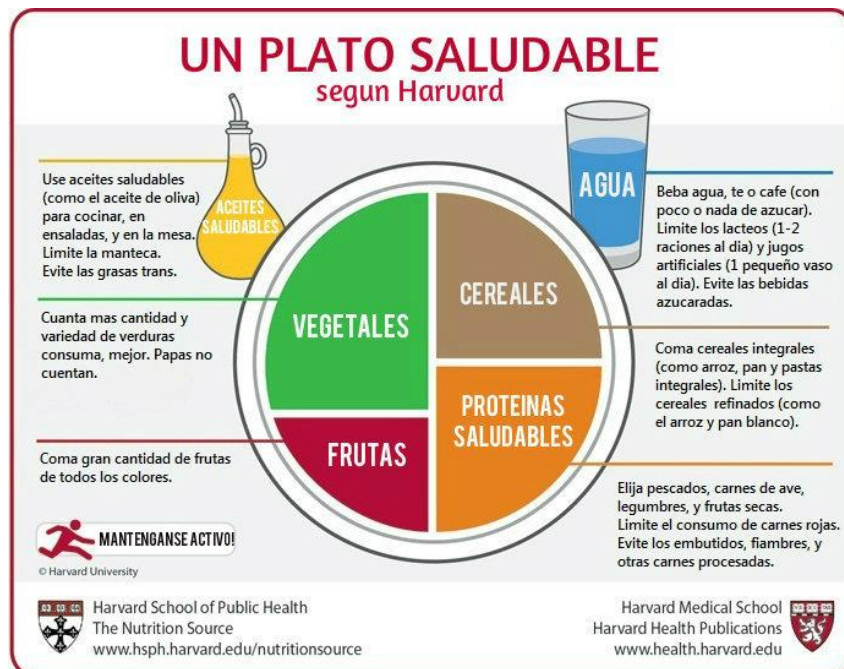 UN PLATO SALUDABLE
segun Harvard
Use aceites saludables
(como el aceite de oliva)
para cocinar, en
ensaladas, y en la mesa.
Limite la manteca.
Evite las grasas trans.
ACEITES
SALUDABLES
AGUA
Beba agua, te o cafe (con
poco o nada de azucar).
Limite los lacteos (1-2
raciones al dia) y jugos
artificiales (1 pequeño vaso
al dia). Evite las bebidas
azucaradas.
Cuanta mas cantidad y
variedad de verduras
consuma, mejor. Papas no
cuentan.
VEGETALES
CEREALES
Coma cereales integrales
(como arroz, pan y pastas
integrales). Limite los
cereales refinados (como
el arroz y pan blanco).
Coma gran cantidad de frutas
de todos los colores.
FRUTAS
PROTEINAS
SALUDABLES
Elija pescados, carnes de ave,
legumbres, y frutas secas.
Limite el consumo de carnes rojas.
Evite los embutidos, fiambres, y
otras carnes procesadas.
MANTENGANSE ACTIVO!
© Harvard University
Harvard School of Public Health
The Nutrition Source
www.hsph.harvard.edu/nutritionsource
Harvard Medical School
Harvard Health Publications
www.health.harvard.edu